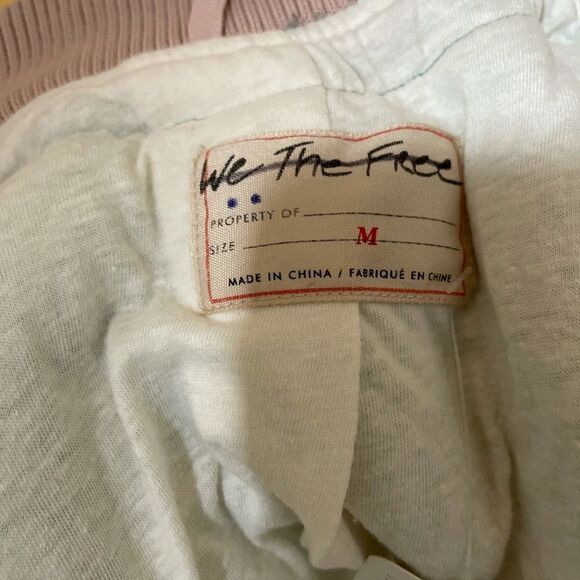 We The Free
PROPERTY OF
SIZE M
MADE IN CHINA / FABRIQUÉ EN CHINE